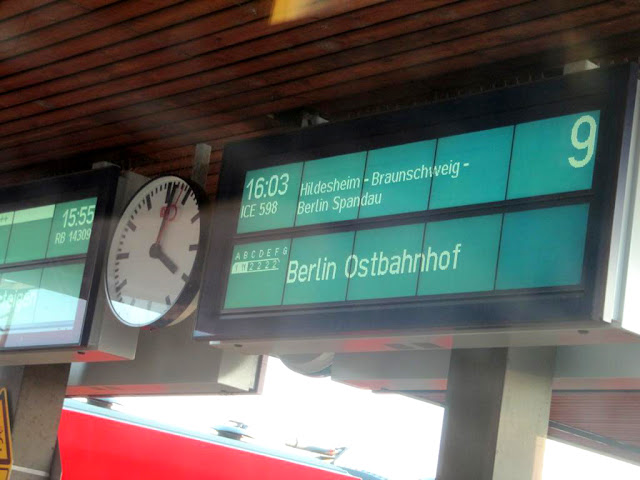 15:55
RB 14309
16:03
ICE 598
Hildesheim - Braunschweig -
Berlin Spandau
9
A B C D E F G
Berlin Ostbahnhof